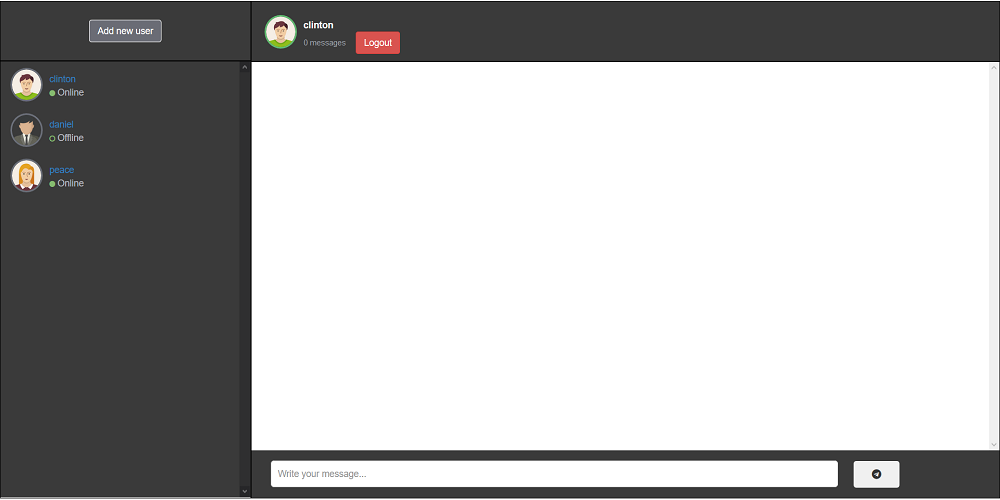 Add new user
clinton
Online
daniel
Offline
peace
Online
clinton
0 messages
Logout
Write your message...